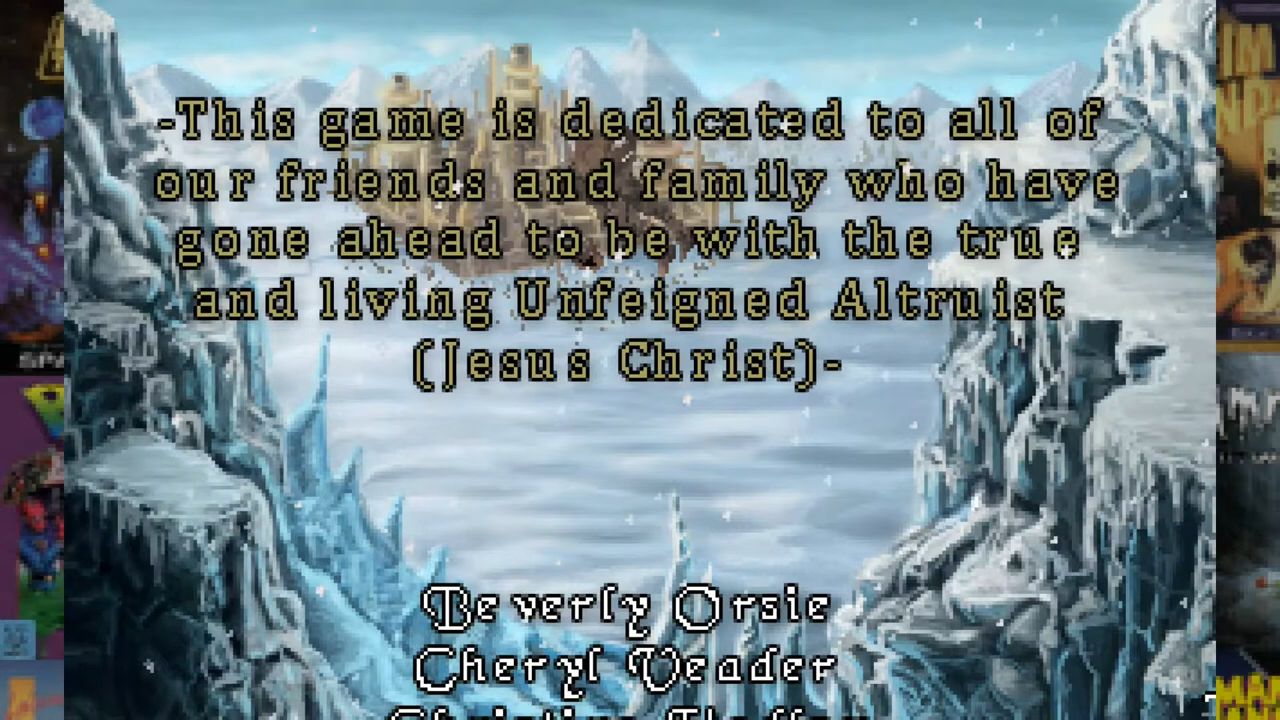 -This game is dedicated to all of
our friends and family who have
gone ahead to be with the true
and living Unfeigned Altruist
(Jesus Christ)-
Beverly Orsie
Cheryl Veader